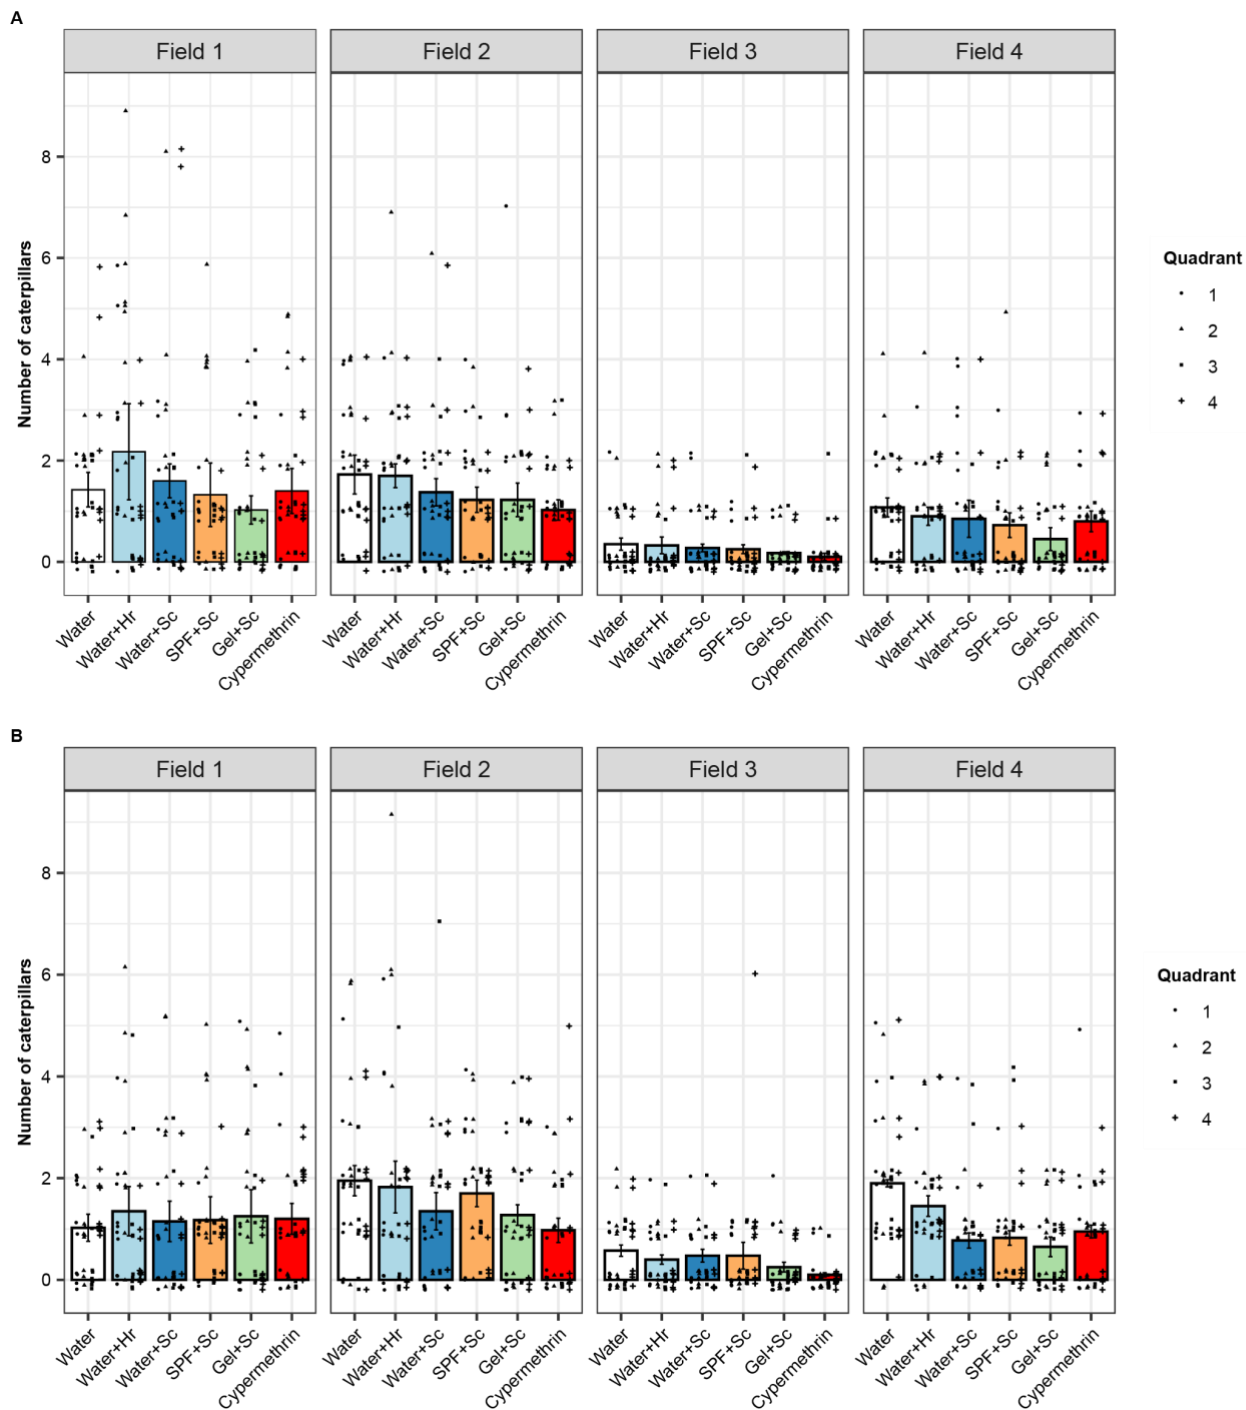 A
Field 1 Field 2 Field 3 Field 4
Number of caterpillars
8
6
4
2
0
Water Water+Hr Water+Sc SPF+Sc Gel+Sc Cypermethrin Water Water+Hr Water+Sc SPF+Sc Gel+Sc Cypermethrin Water Water+Hr Water+Sc SPF+Sc Gel+Sc Cypermethrin Water Water+Hr Water+Sc SPF+Sc Gel+Sc Cypermethrin
Quadrant
1
2
3
4
B
Field 1 Field 2 Field 3 Field 4
Number of caterpillars
8
6
4
2
0
Water Water+Hr Water+Sc SPF+Sc Gel+Sc Cypermethrin Water Water+Hr Water+Sc SPF+Sc Gel+Sc Cypermethrin Water Water+Hr Water+Sc SPF+Sc Gel+Sc Cypermethrin Water Water+Hr Water+Sc SPF+Sc Gel+Sc Cypermethrin
Quadrant
1
2
3
4